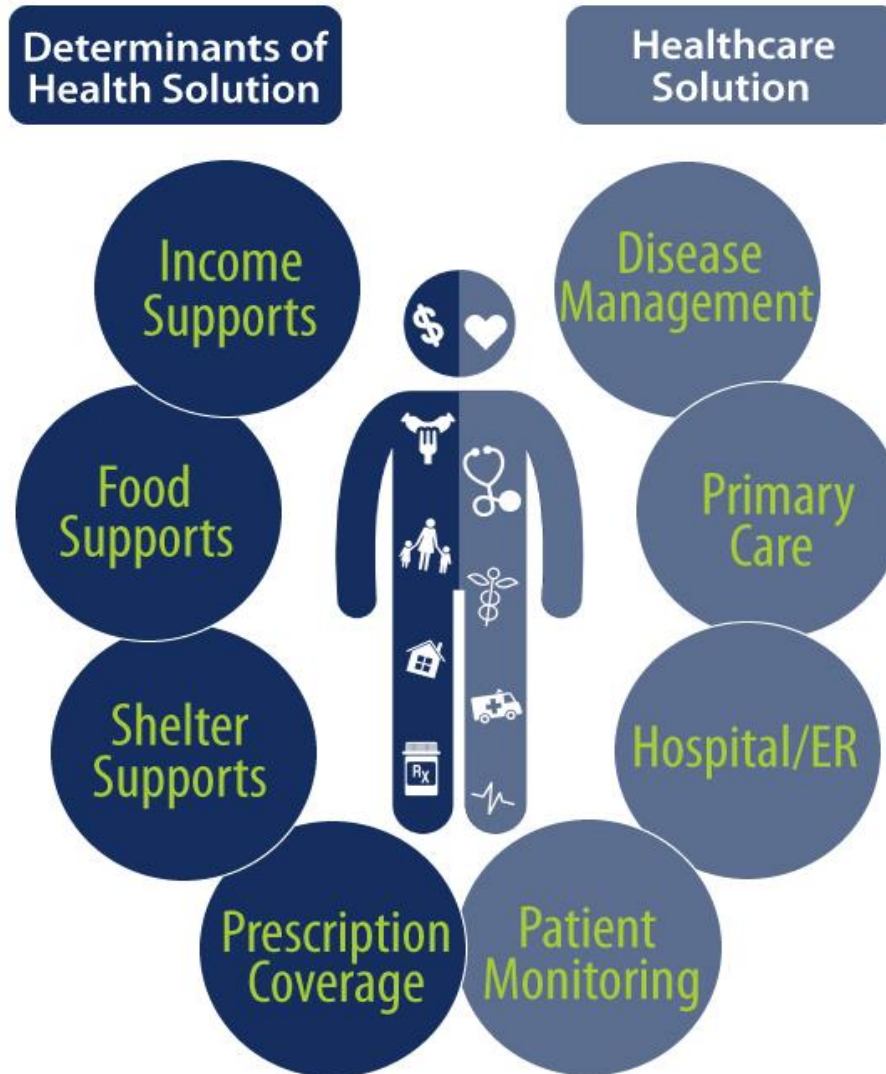 Determinants of
Health Solution
Healthcare
Solution
Income
Supports
Food
Supports
Shelter
Supports
Prescription
Coverage
Disease
Management
Primary
Care
Hospital/ER
Patient
Monitoring
$
Rx